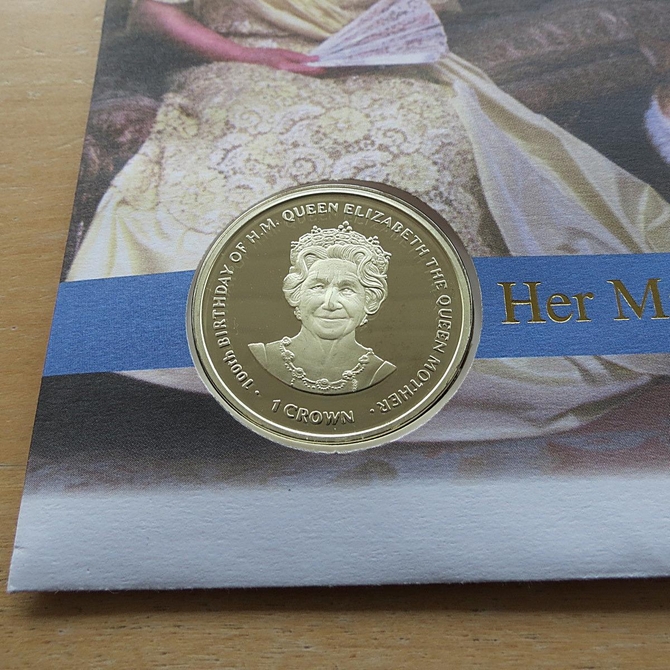 100th BIRTHDAY OF H.M. QUEEN ELIZABETH THE QUEEN MOTHER
· 1 CROWN ·
Her M